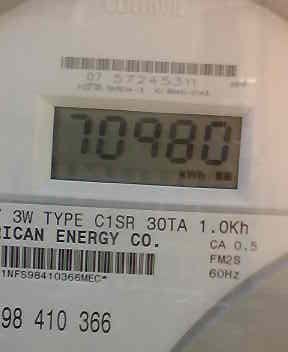 07 57245311
70980
kWh
3W TYPE C1SR 30TA 1.0Kh
RICAN ENERGY CO.
CA 0.5
FM2S
60Hz
1NFS98410366MEC*
98 410 366